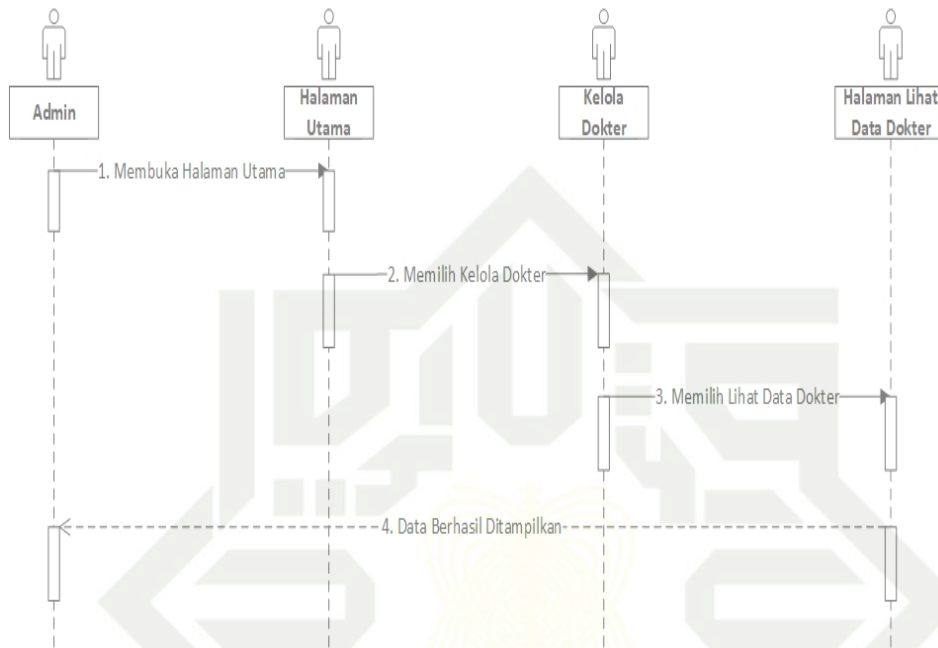 Admin
Halaman
Utama
Kelola
Dokter
Halaman Lihat
Data Dokter
1. Membuka Halaman Utama
2. Memilih Kelola Dokter
3. Memilih Lihat Data Dokter
4. Data Berhasil Ditampilkan